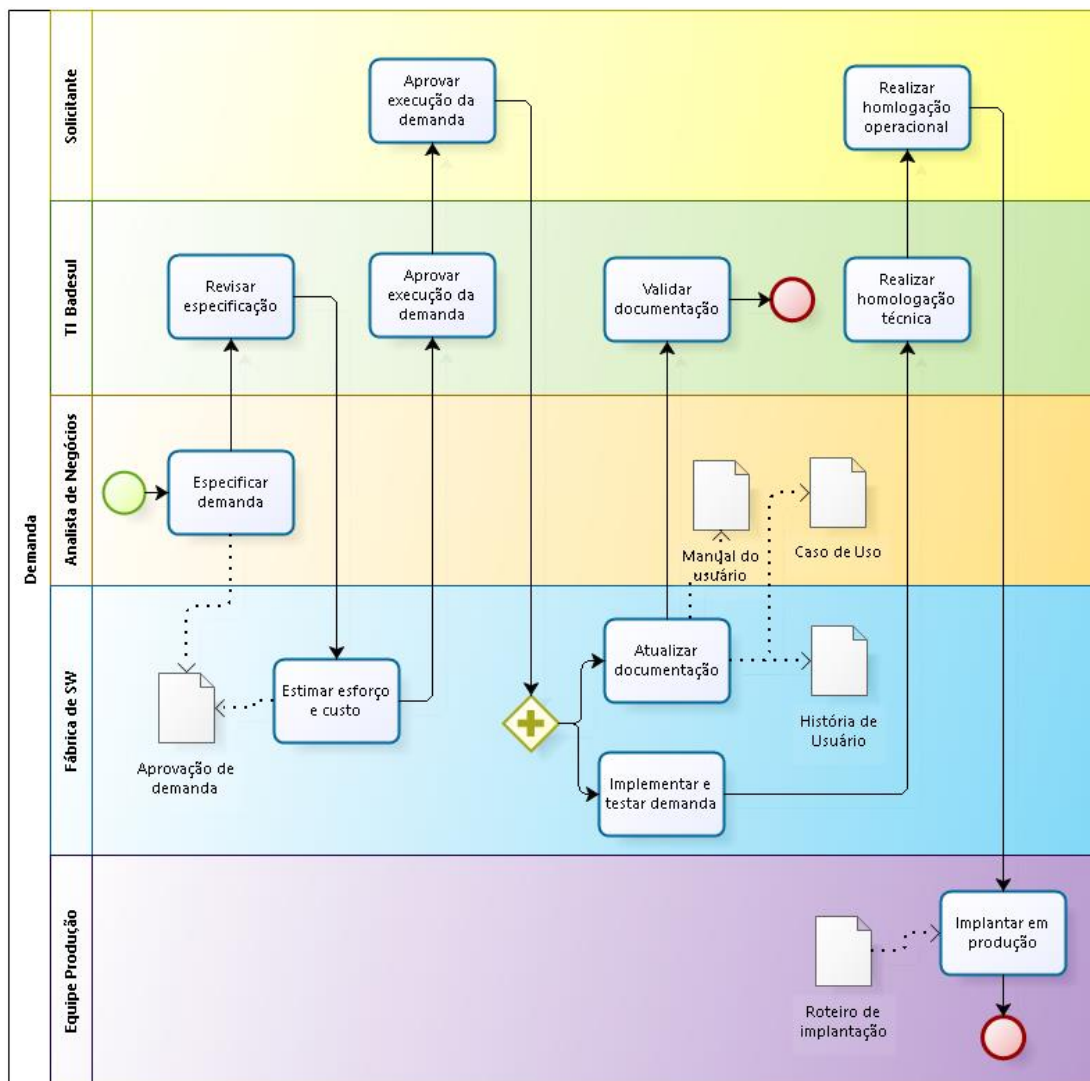 Demanda
Solicitante
Aprovar
execução da
demanda
Realizar
homlogação
operacional
TI Badesul
Revisar
especificação
Aprovar
execução da
demanda
Validar
documentação
Realizar
homologação
técnica
Analista de Negócios
Especificar
demanda
Manual do
usuário
Caso de Uso
Fábrica de SW
Aprovação de
demanda
Estimar esforço
e custo
Atualizar
documentação
História de
Usuário
Implementar e
testar demanda
Equipe Produção
Roteiro de
implantação
Implantar em
produção